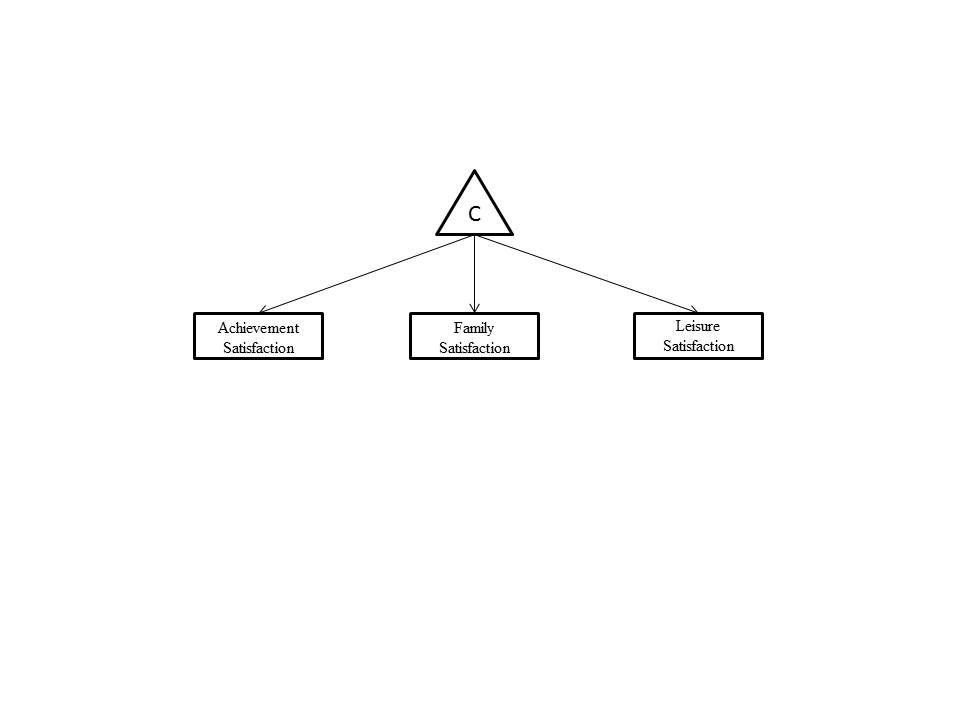 C
Achievement
Satisfaction
Family
Satisfaction
Leisure
Satisfaction